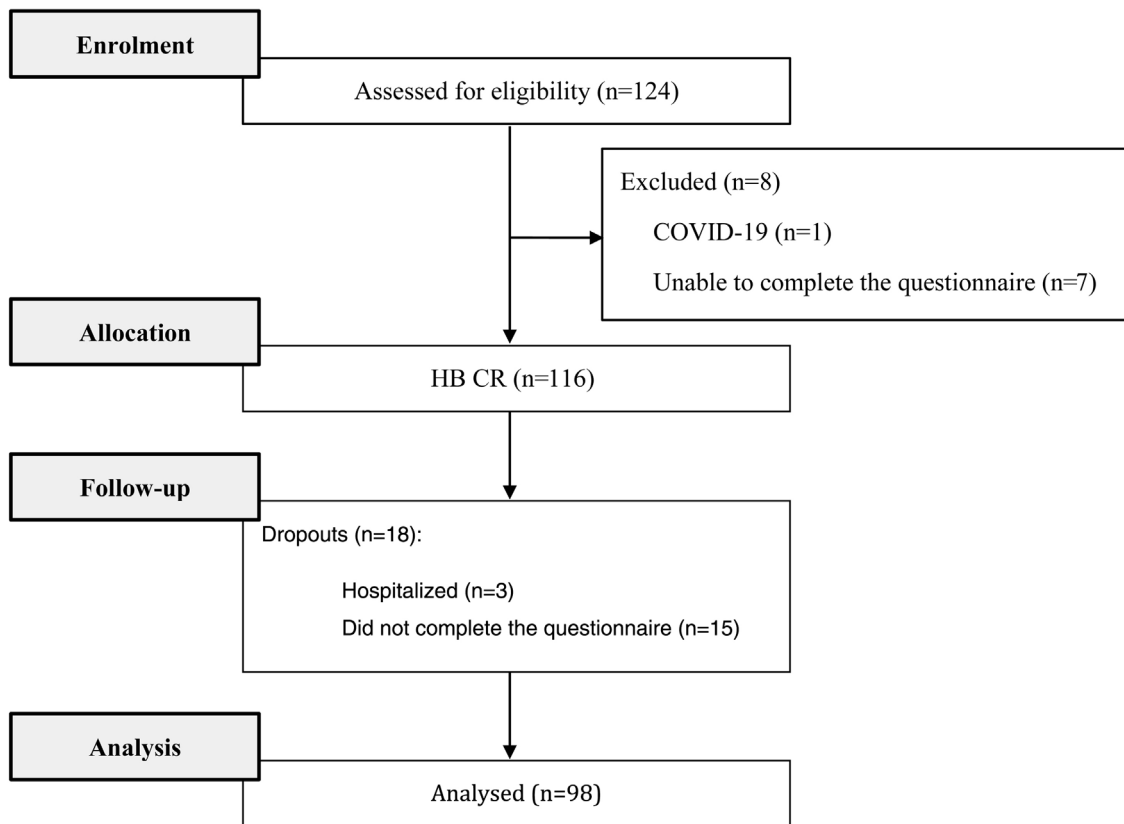 Enrolment
Assessed for eligibility (n=124)
Excluded (n=8)
COVID-19 (n=1)
Unable to complete the questionnaire (n=7)
Allocation
HB CR (n=116)
Follow-up
Dropouts (n=18):
Hospitalized (n=3)
Did not complete the questionnaire (n=15)
Analysis
Analysed (n=98)